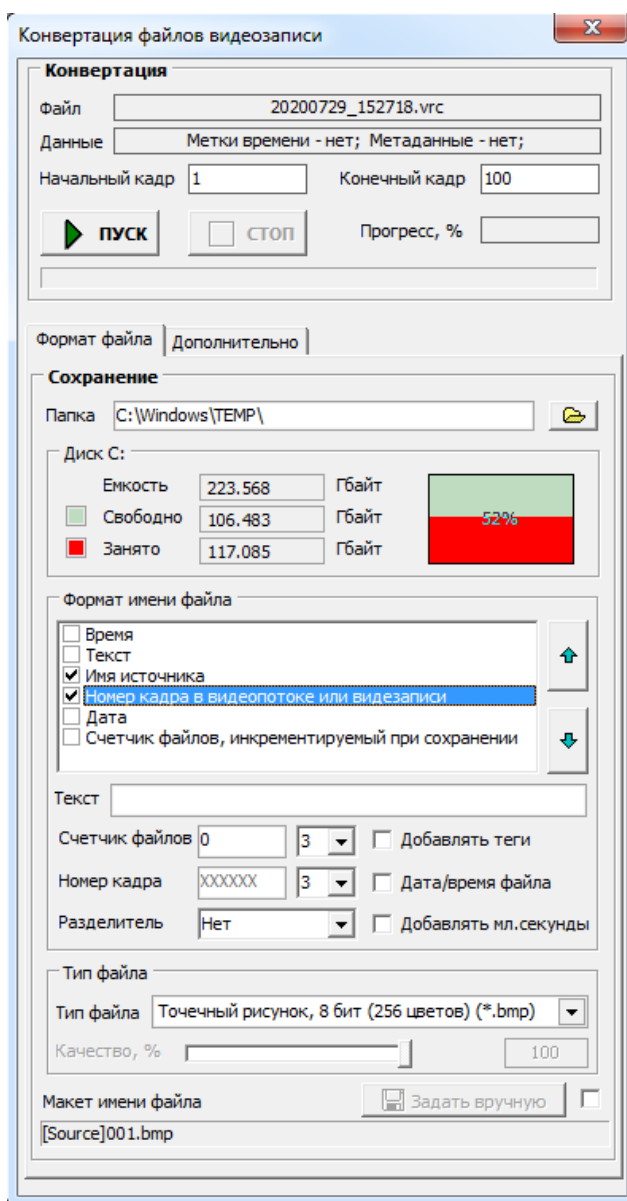 Конвертация файлов видеозаписи
Конвертация
Файл 20200729_152718.vrc
Данные Метки времени - нет; Метаданные - нет;
Начальный кадр 1 Конечный кадр 100
ПУСК СТОП Прогресс, %
Формат файла Дополнительно
Сохранение
Папка C:\Windows\TEMP\
Диск C:
Емкость 223.568 Гбайт
Свободно 106.483 Гбайт 52%
Занято 117.085 Гбайт
Формат имени файла
Время
Текст
Имя источника
Номер кадра в видеопотоке или видезаписи
Дата
Счетчик файлов, инкрементируемый при сохранении
Текст
Счетчик файлов 0 3 Добавлять теги
Номер кадра XXXXXX 3 Дата/время файла
Разделитель Нет Добавлять мл.секунды
Тип файла
Тип файла Точечный рисунок, 8 бит (256 цветов) (*.bmp)
Качество, % 100
Макет имени файла Задать вручную
[Source]001.bmp